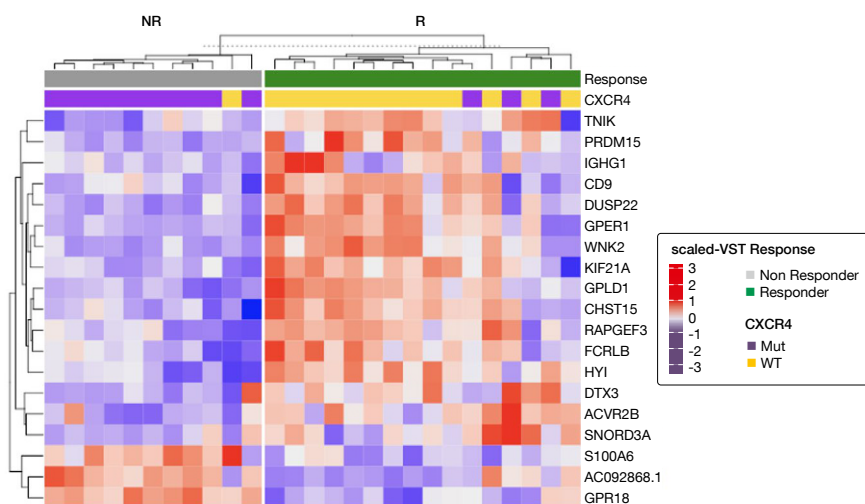 NR
R
Response
CXCR4
TNIK
PRDM15
IGHG1
CD9
DUSP22
GPER1
WNK2
KIF21A
GPLD1
CHST15
RAPGEF3
FCRLB
HYI
DTX3
ACVR2B
SNORD3A
S100A6
AC092868.1
GPR18
scaled-VST Response
3
2
1
0
-1
-2
-3
Non Responder
Responder
CXCR4
Mut
WT